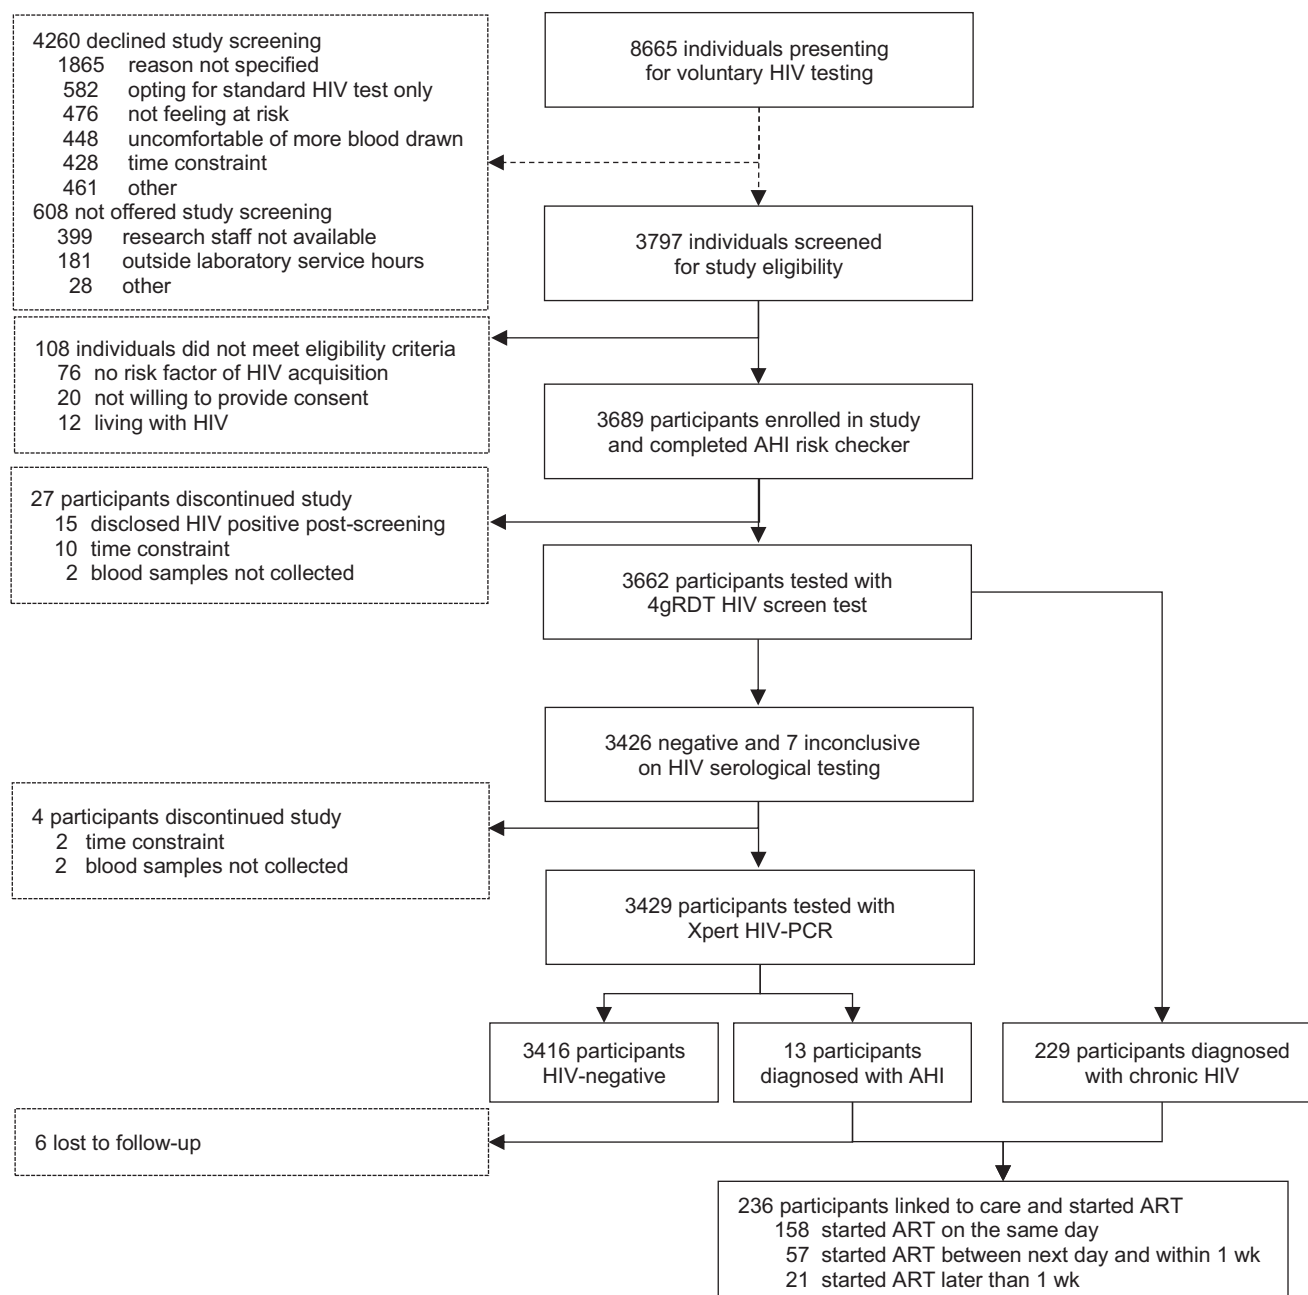 8665 individuals presenting
for voluntary HIV testing
4260 declined study screening
1865 reason not specified
582 opting for standard HIV test only
476 not feeling at risk
448 uncomfortable of more blood drawn
428 time constraint
461 other
608 not offered study screening
399 research staff not available
181 outside laboratory service hours
28 other
3797 individuals screened
for study eligibility
108 individuals did not meet eligibility criteria
76 no risk factor of HIV acquisition
20 not willing to provide consent
12 living with HIV
3689 participants enrolled in study
and completed AHI risk checker
27 participants discontinued study
15 disclosed HIV positive post-screening
10 time constraint
2 blood samples not collected
3662 participants tested with
4gRDT HIV screen test
3426 negative and 7 inconclusive
on HIV serological testing
4 participants discontinued study
2 time constraint
2 blood samples not collected
3429 participants tested with
Xpert HIV-PCR
3416 participants
HIV-negative
13 participants
diagnosed with AHI
229 participants diagnosed
with chronic HIV
6 lost to follow-up
236 participants linked to care and started ART
158 started ART on the same day
57 started ART between next day and within 1 wk
21 started ART later than 1 wk